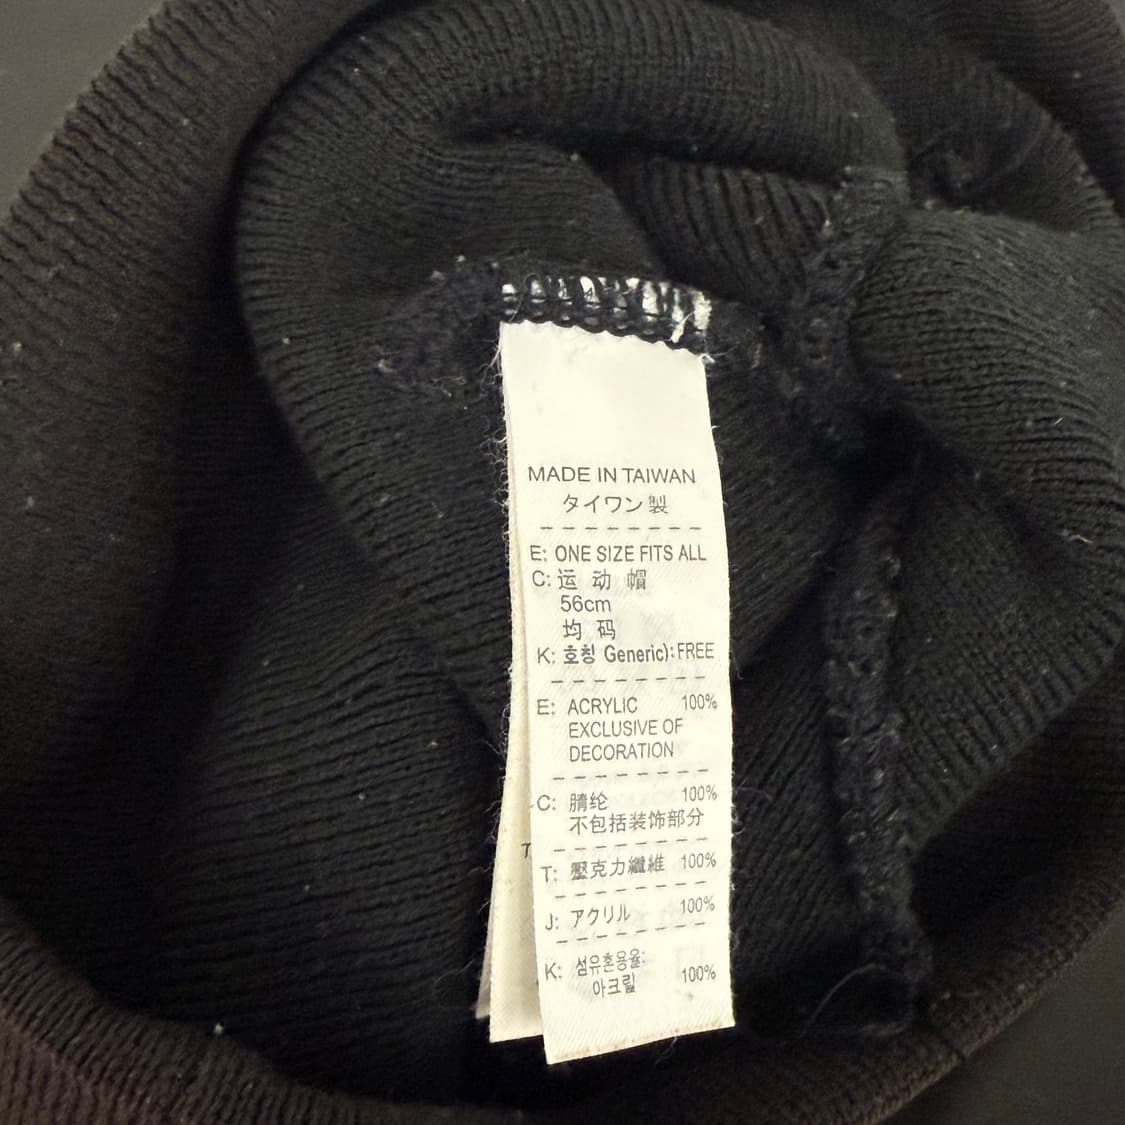 MADE IN TAIWAN
タイワン製
E: ONE SIZE FITS ALL
C: 运动帽
56cm
均码
K: 호칭 Generic): FREE
E: ACRYLIC 100%
EXCLUSIVE OF
DECORATION
C: 腈纶 100%
不包括装饰部分
T: 壓克力纖維 100%
J: アクリル 100%
K: 섬유혼용율:
아크릴 100%